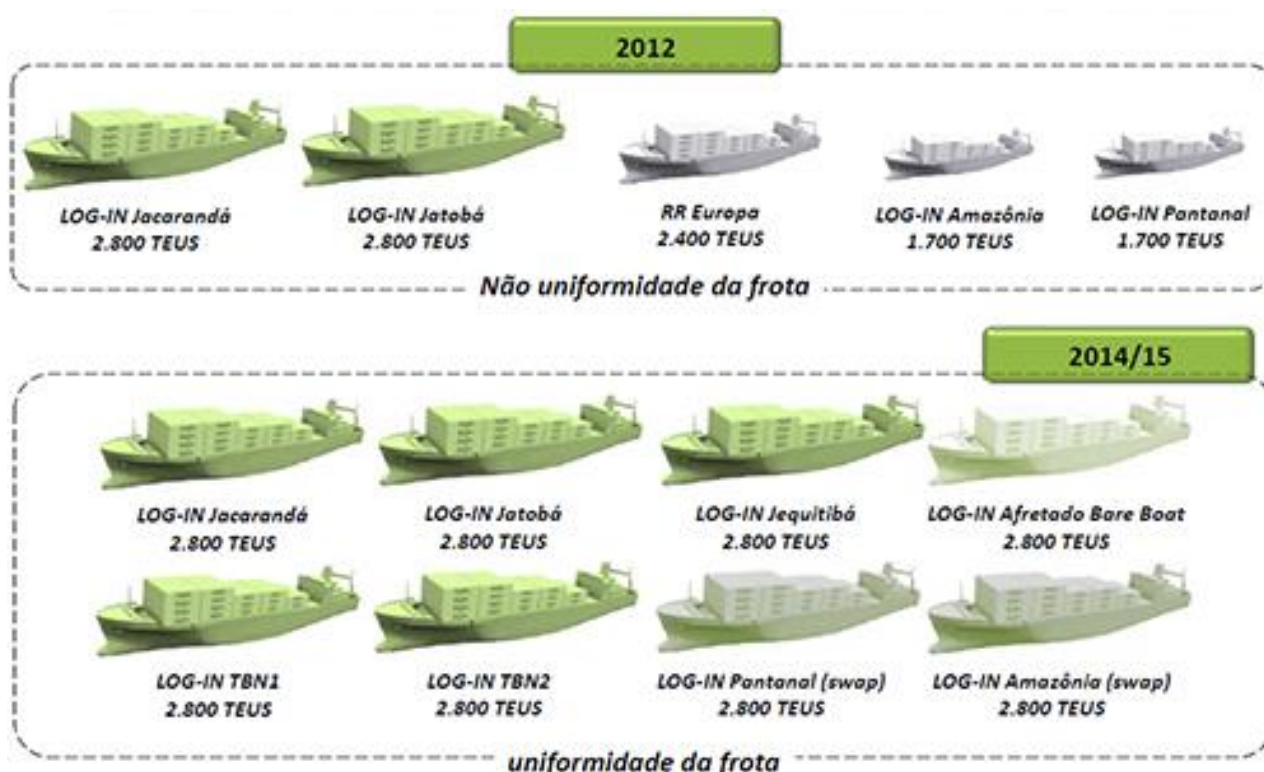 2012
LOG-IN Jacarandá
2.800 TEUS
LOG-IN Jatobá
2.800 TEUS
RR Europa
2.400 TEUS
LOG-IN Amazônia
1.700 TEUS
LOG-IN Pantanal
1.700 TEUS
Não uniformidade da frota
2014/15
LOG-IN Jacarandá
2.800 TEUS
LOG-IN Jatobá
2.800 TEUS
LOG-IN Jequitibá
2.800 TEUS
LOG-IN Afretado Bare Boat
2.800 TEUS
LOG-IN TBN1
2.800 TEUS
LOG-IN TBN2
2.800 TEUS
LOG-IN Pantanal (swap)
2.800 TEUS
LOG-IN Amazônia (swap)
2.800 TEUS
uniformidade da frota